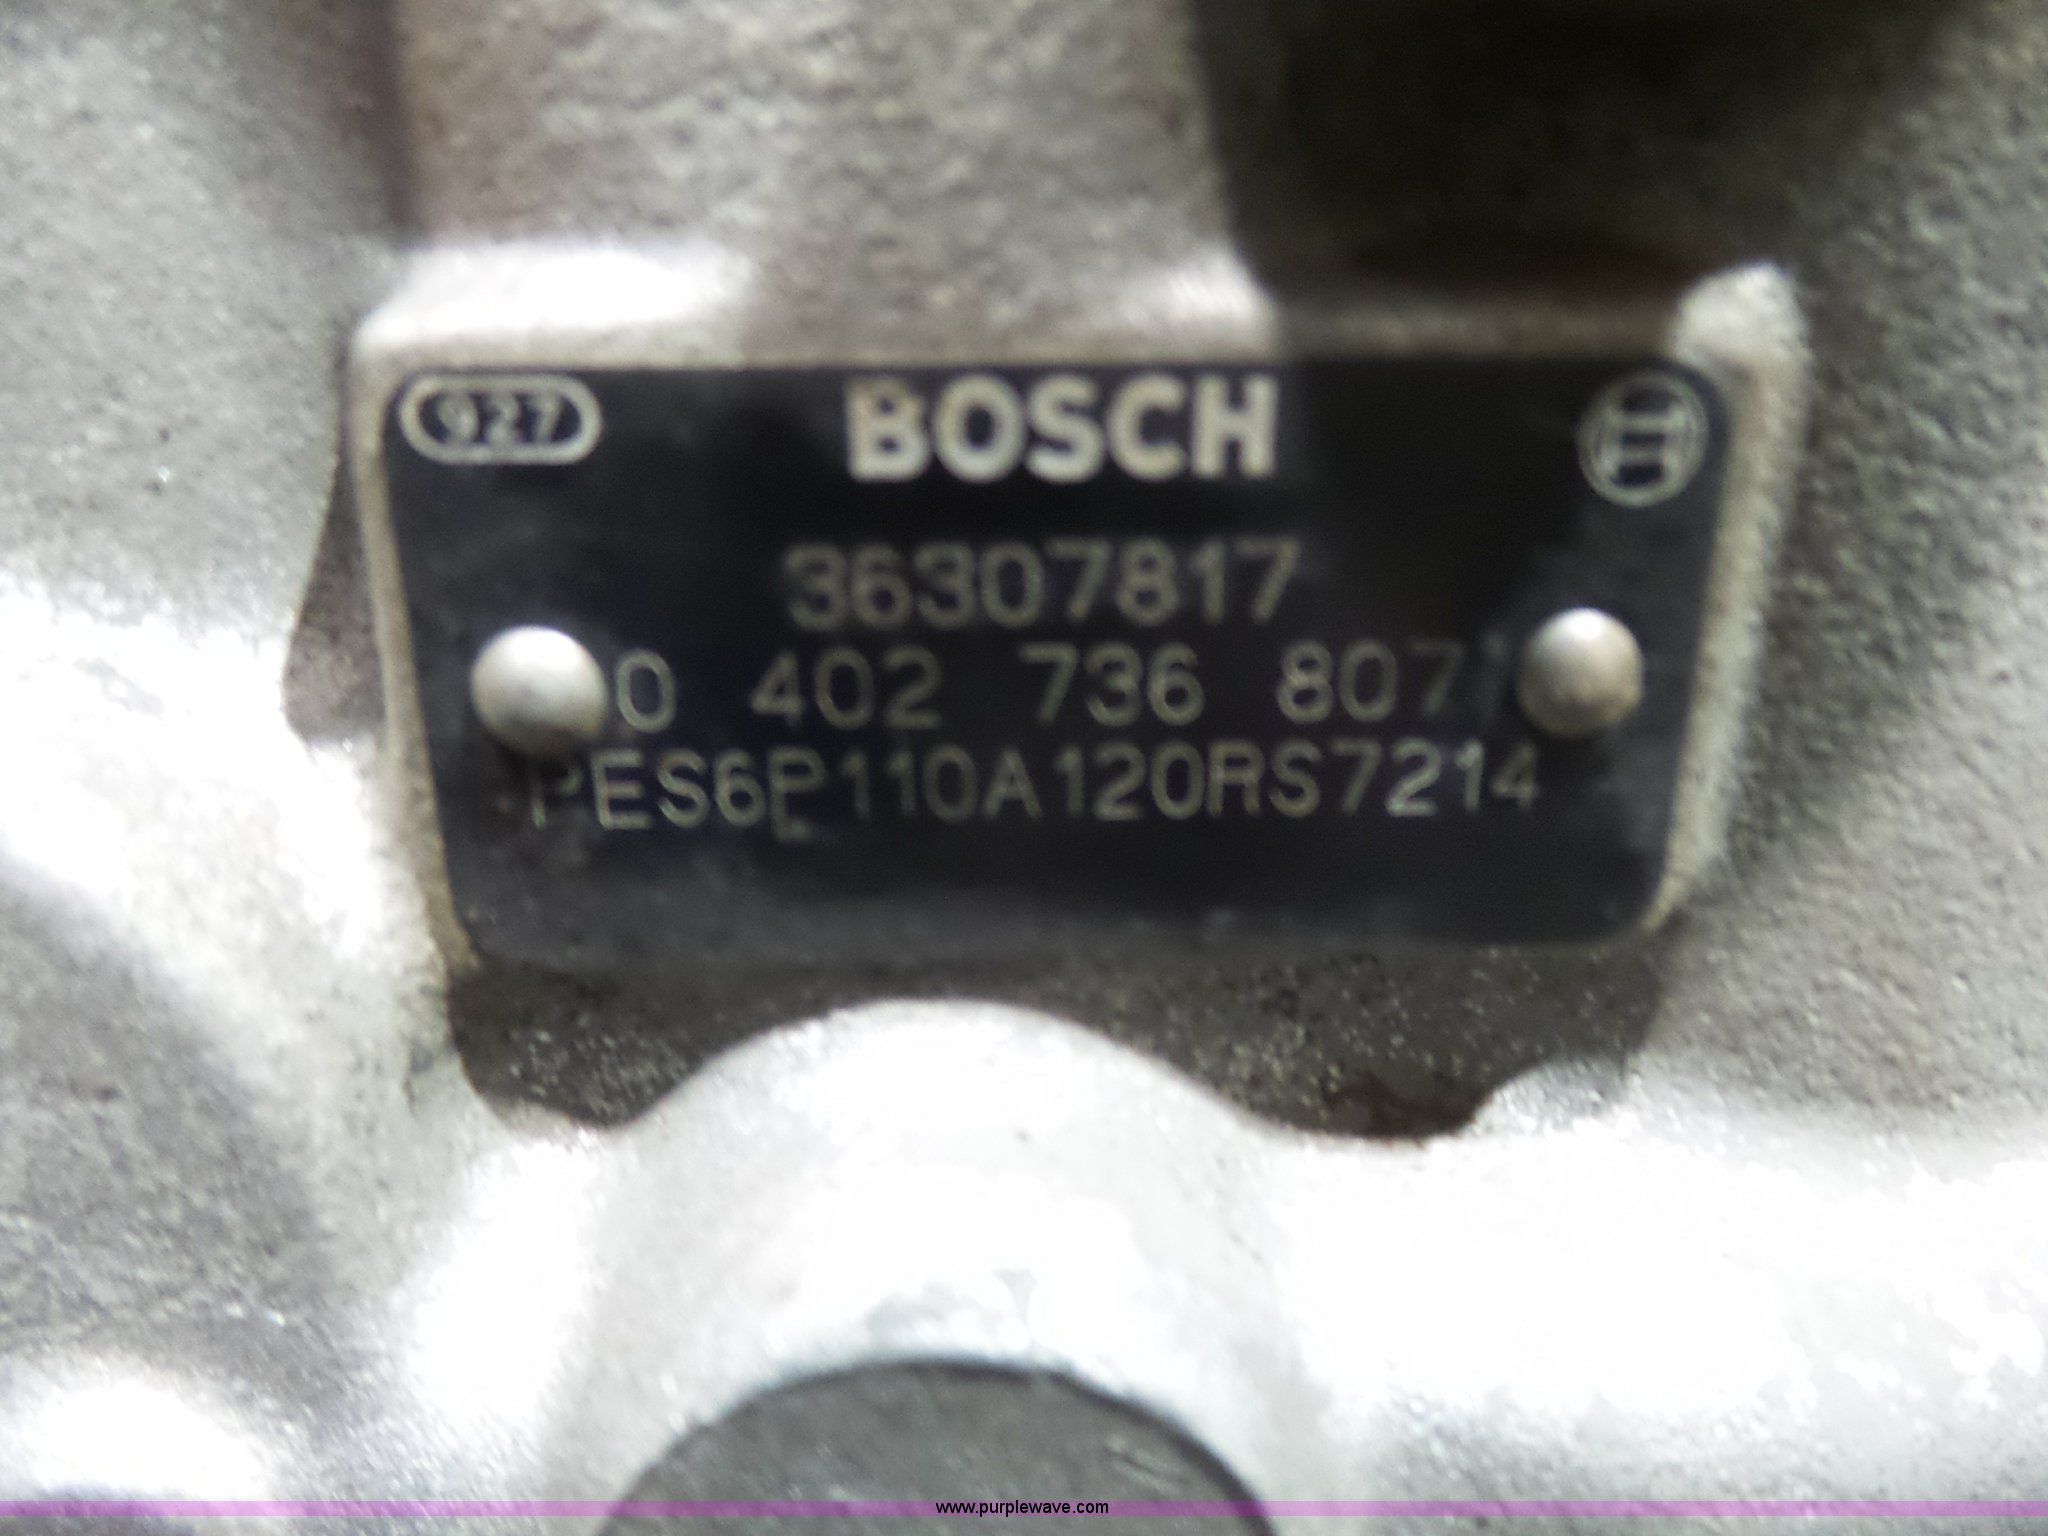 927 BOSCH
36307817
0 402 736 807
PES6P110A120RS7214
www.purplewave.com